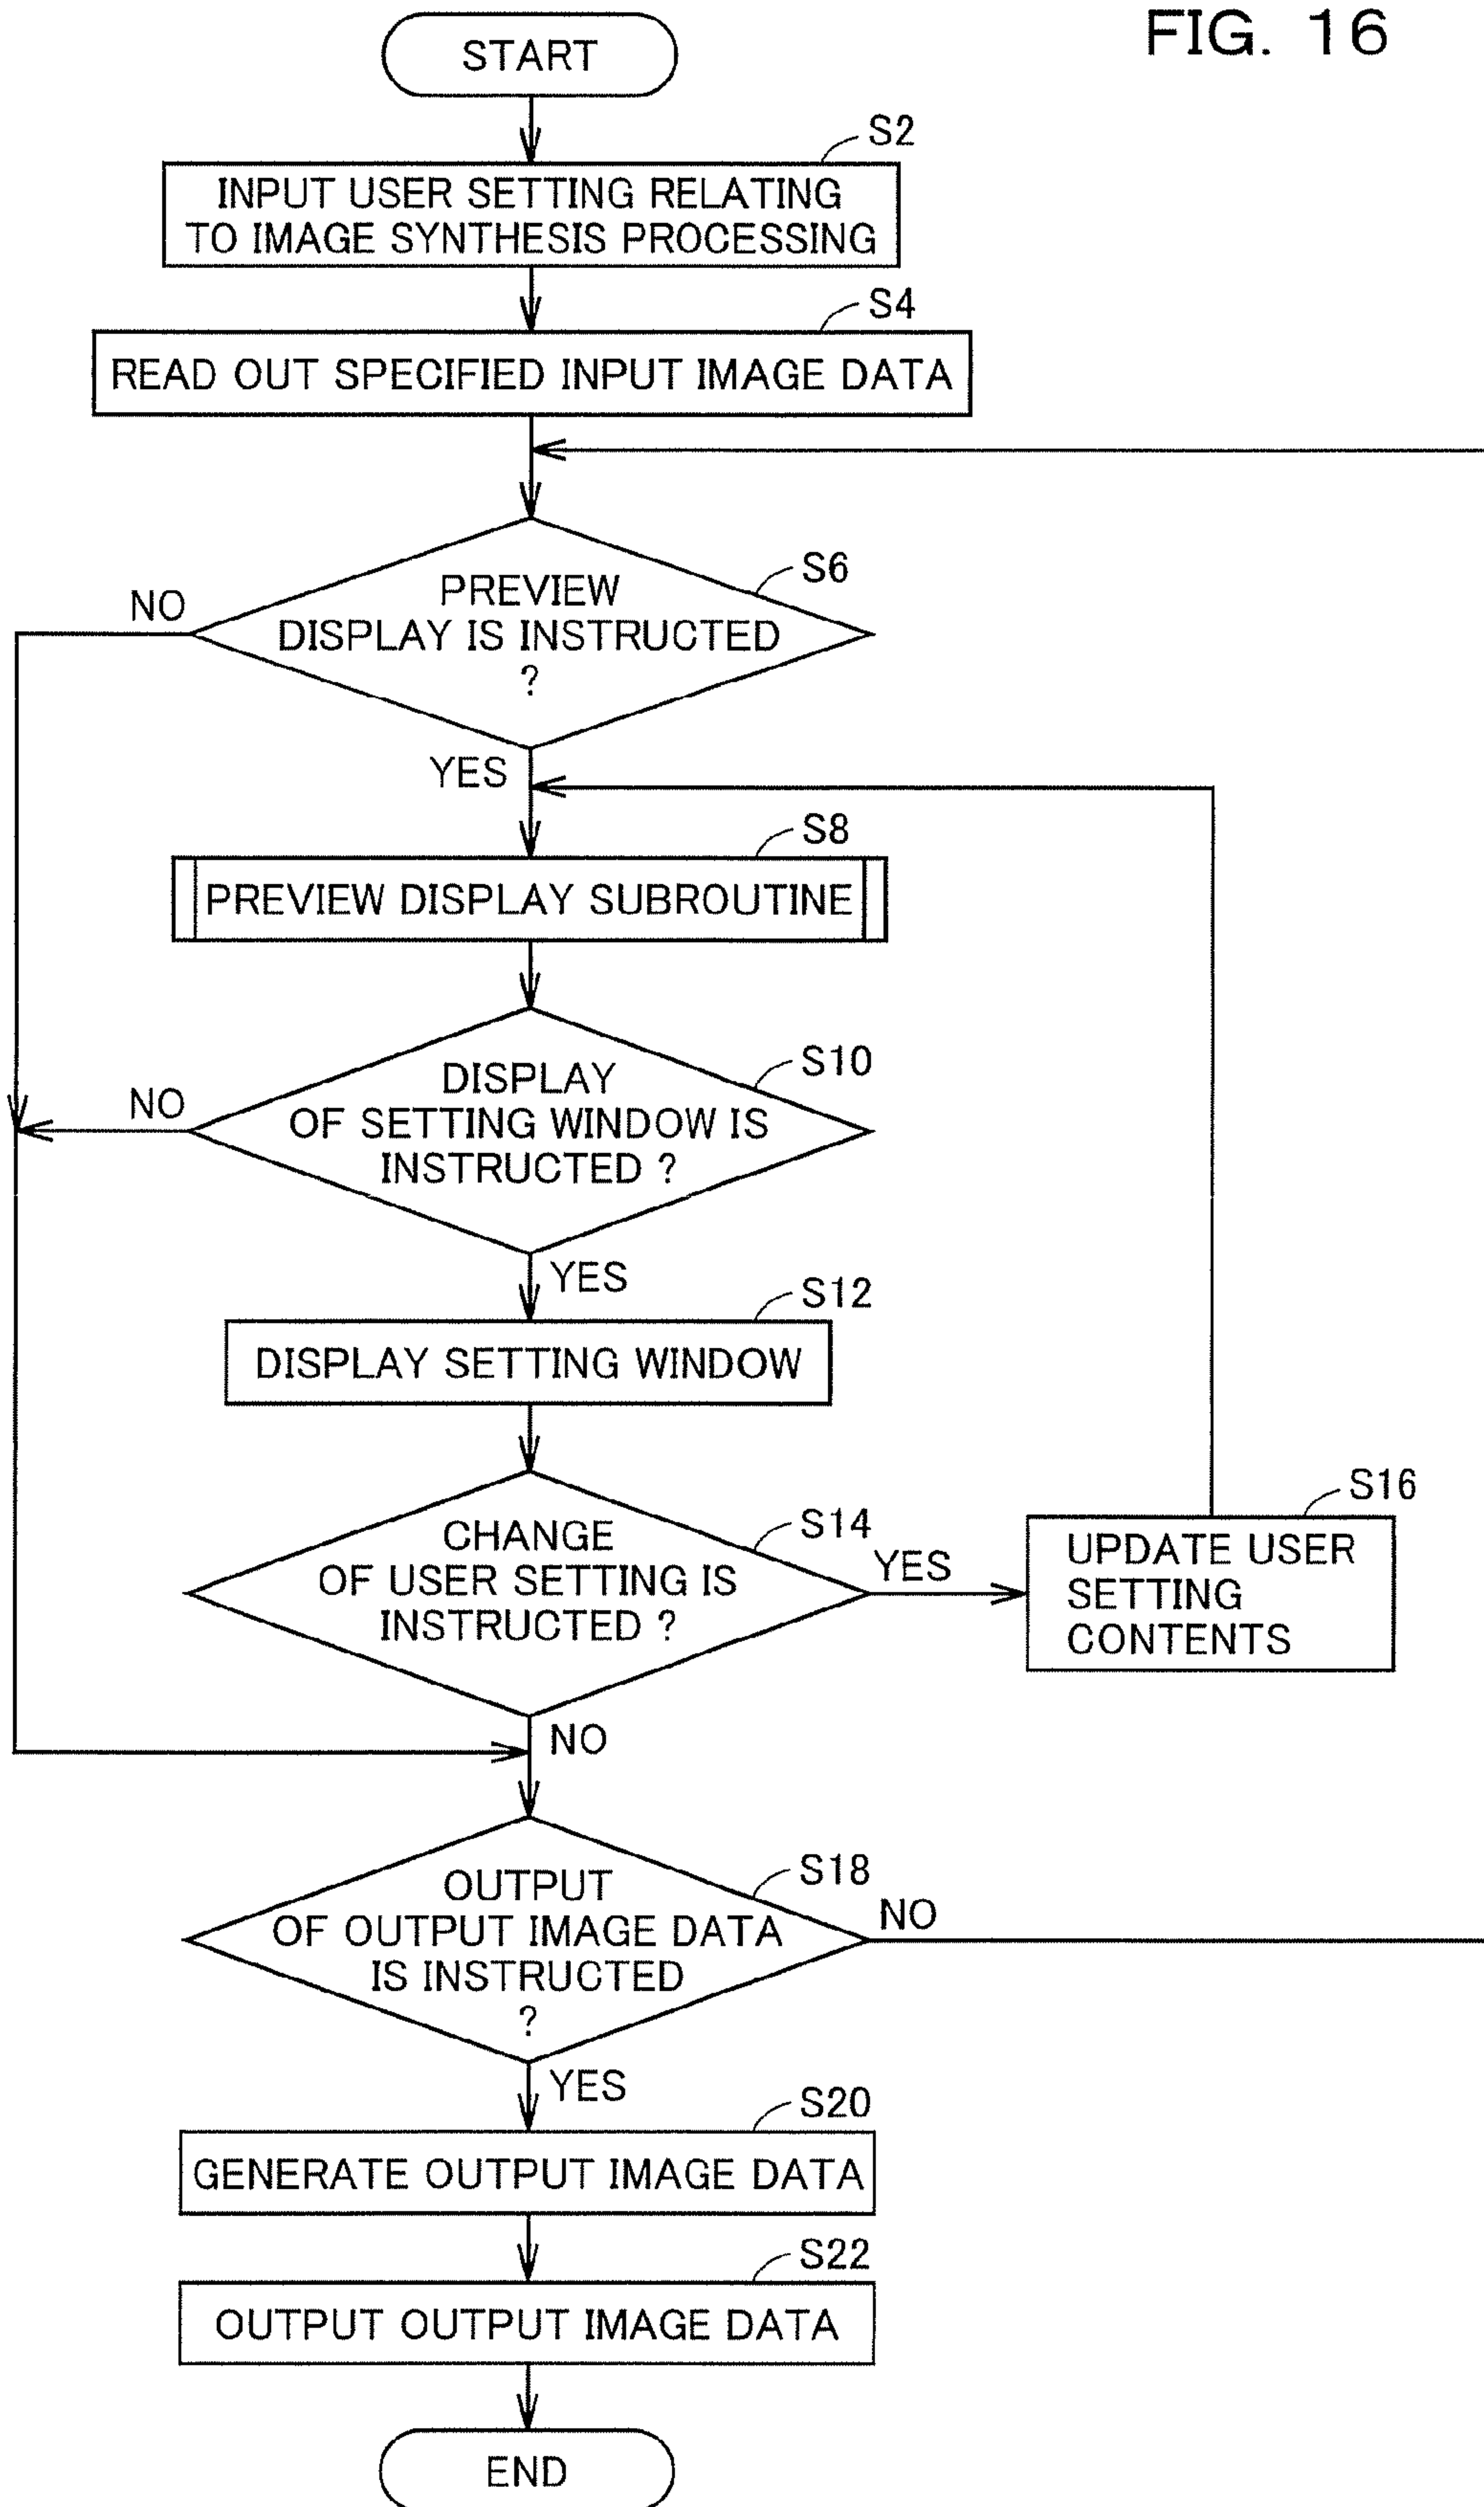 FIG. 16
START
S2
INPUT USER SETTING RELATING
TO IMAGE SYNTHESIS PROCESSING
S4
READ OUT SPECIFIED INPUT IMAGE DATA
S6
PREVIEW
DISPLAY IS INSTRUCTED
?
NO
YES
S8
PREVIEW DISPLAY SUBROUTINE
S10
DISPLAY
OF SETTING WINDOW IS
INSTRUCTED ?
NO
YES
S12
DISPLAY SETTING WINDOW
S14
CHANGE
OF USER SETTING IS
INSTRUCTED ?
YES
S16
UPDATE USER
SETTING
CONTENTS
NO
S18
OUTPUT
OF OUTPUT IMAGE DATA
IS INSTRUCTED
?
NO
YES
S20
GENERATE OUTPUT IMAGE DATA
S22
OUTPUT OUTPUT IMAGE DATA
END